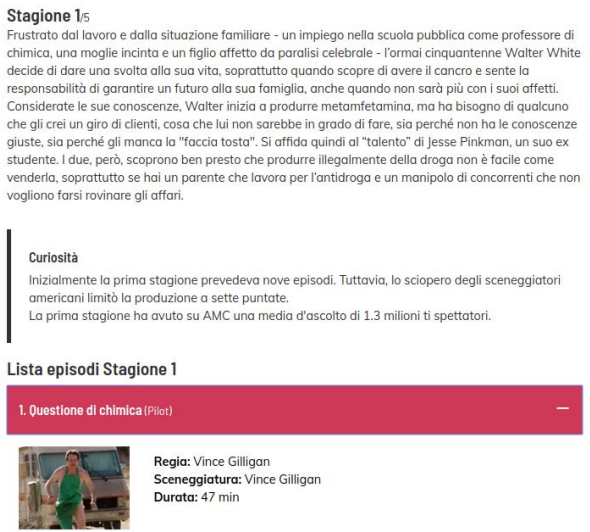 Stagione 1/5
Frustrato dal lavoro e dalla situazione familiare - un impiego nella scuola pubblica come professore di
chimica, una moglie incinta e un figlio affetto da paralisi celebrale - l'ormai cinquantenne Walter White
decide di dare una svolta alla sua vita, soprattutto quando scopre di avere il cancro e sente la
responsabilità di garantire un futuro alla sua famiglia, anche quando non sarà più con i suoi affetti.
Considerate le sue conoscenze, Walter inizia a produrre metamfetamina, ma ha bisogno di qualcuno
che gli crei un giro di clienti, cosa che lui non sarebbe in grado di fare, sia perché non ha le conoscenze
giuste, sia perché gli manca la "faccia tosta". Si affida quindi al “talento” di Jesse Pinkman, un suo ex
studente. I due, però, scoprono ben presto che produrre illegalmente della droga non è facile come
venderla, soprattutto se hai un parente che lavora per l'antidroga e un manipolo di concorrenti che non
vogliono farsi rovinare gli affari.
Curiosità
Inizialmente la prima stagione prevedeva nove episodi. Tuttavia, lo sciopero degli sceneggiatori
americani limitò la produzione a sette puntate.
La prima stagione ha avuto su AMC una media d'ascolto di 1.3 milioni ti spettatori.
Lista episodi Stagione 1
1. Questione di chimica (Pilot)
Regia: Vince Gilligan
Sceneggiatura: Vince Gilligan
Durata: 47 min